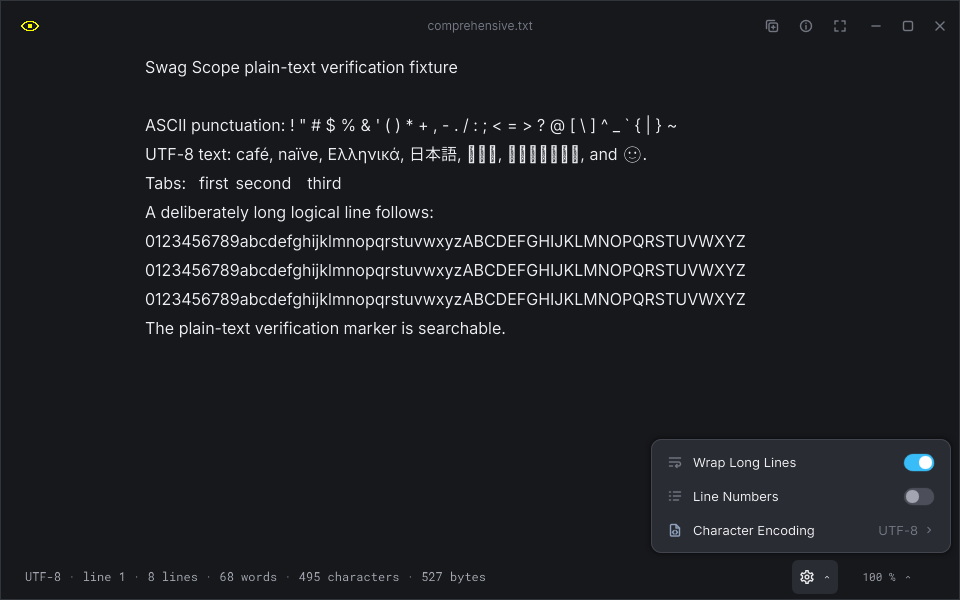 comprehensive.txt
Swag Scope plain-text verification fixture
ASCII punctuation: ! " # $ % & ' ( ) * + , - . / : ; < = > ? @ [ \ ] ^ _ ` { | } ~
UTF-8 text: café, naïve, Ελληνικά, 日本語, and 🙂.
Tabs: first second third
A deliberately long logical line follows:
0123456789abcdefghijklmnopqrstuvwxyzABCDEFGHIJKLMNOPQRSTUVWXYZ
0123456789abcdefghijklmnopqrstuvwxyzABCDEFGHIJKLMNOPQRSTUVWXYZ
0123456789abcdefghijklmnopqrstuvwxyzABCDEFGHIJKLMNOPQRSTUVWXYZ
The plain-text verification marker is searchable.
Wrap Long Lines
Line Numbers
Character Encoding UTF-8
UTF-8 · line 1 · 8 lines · 68 words · 495 characters · 527 bytes
100 %